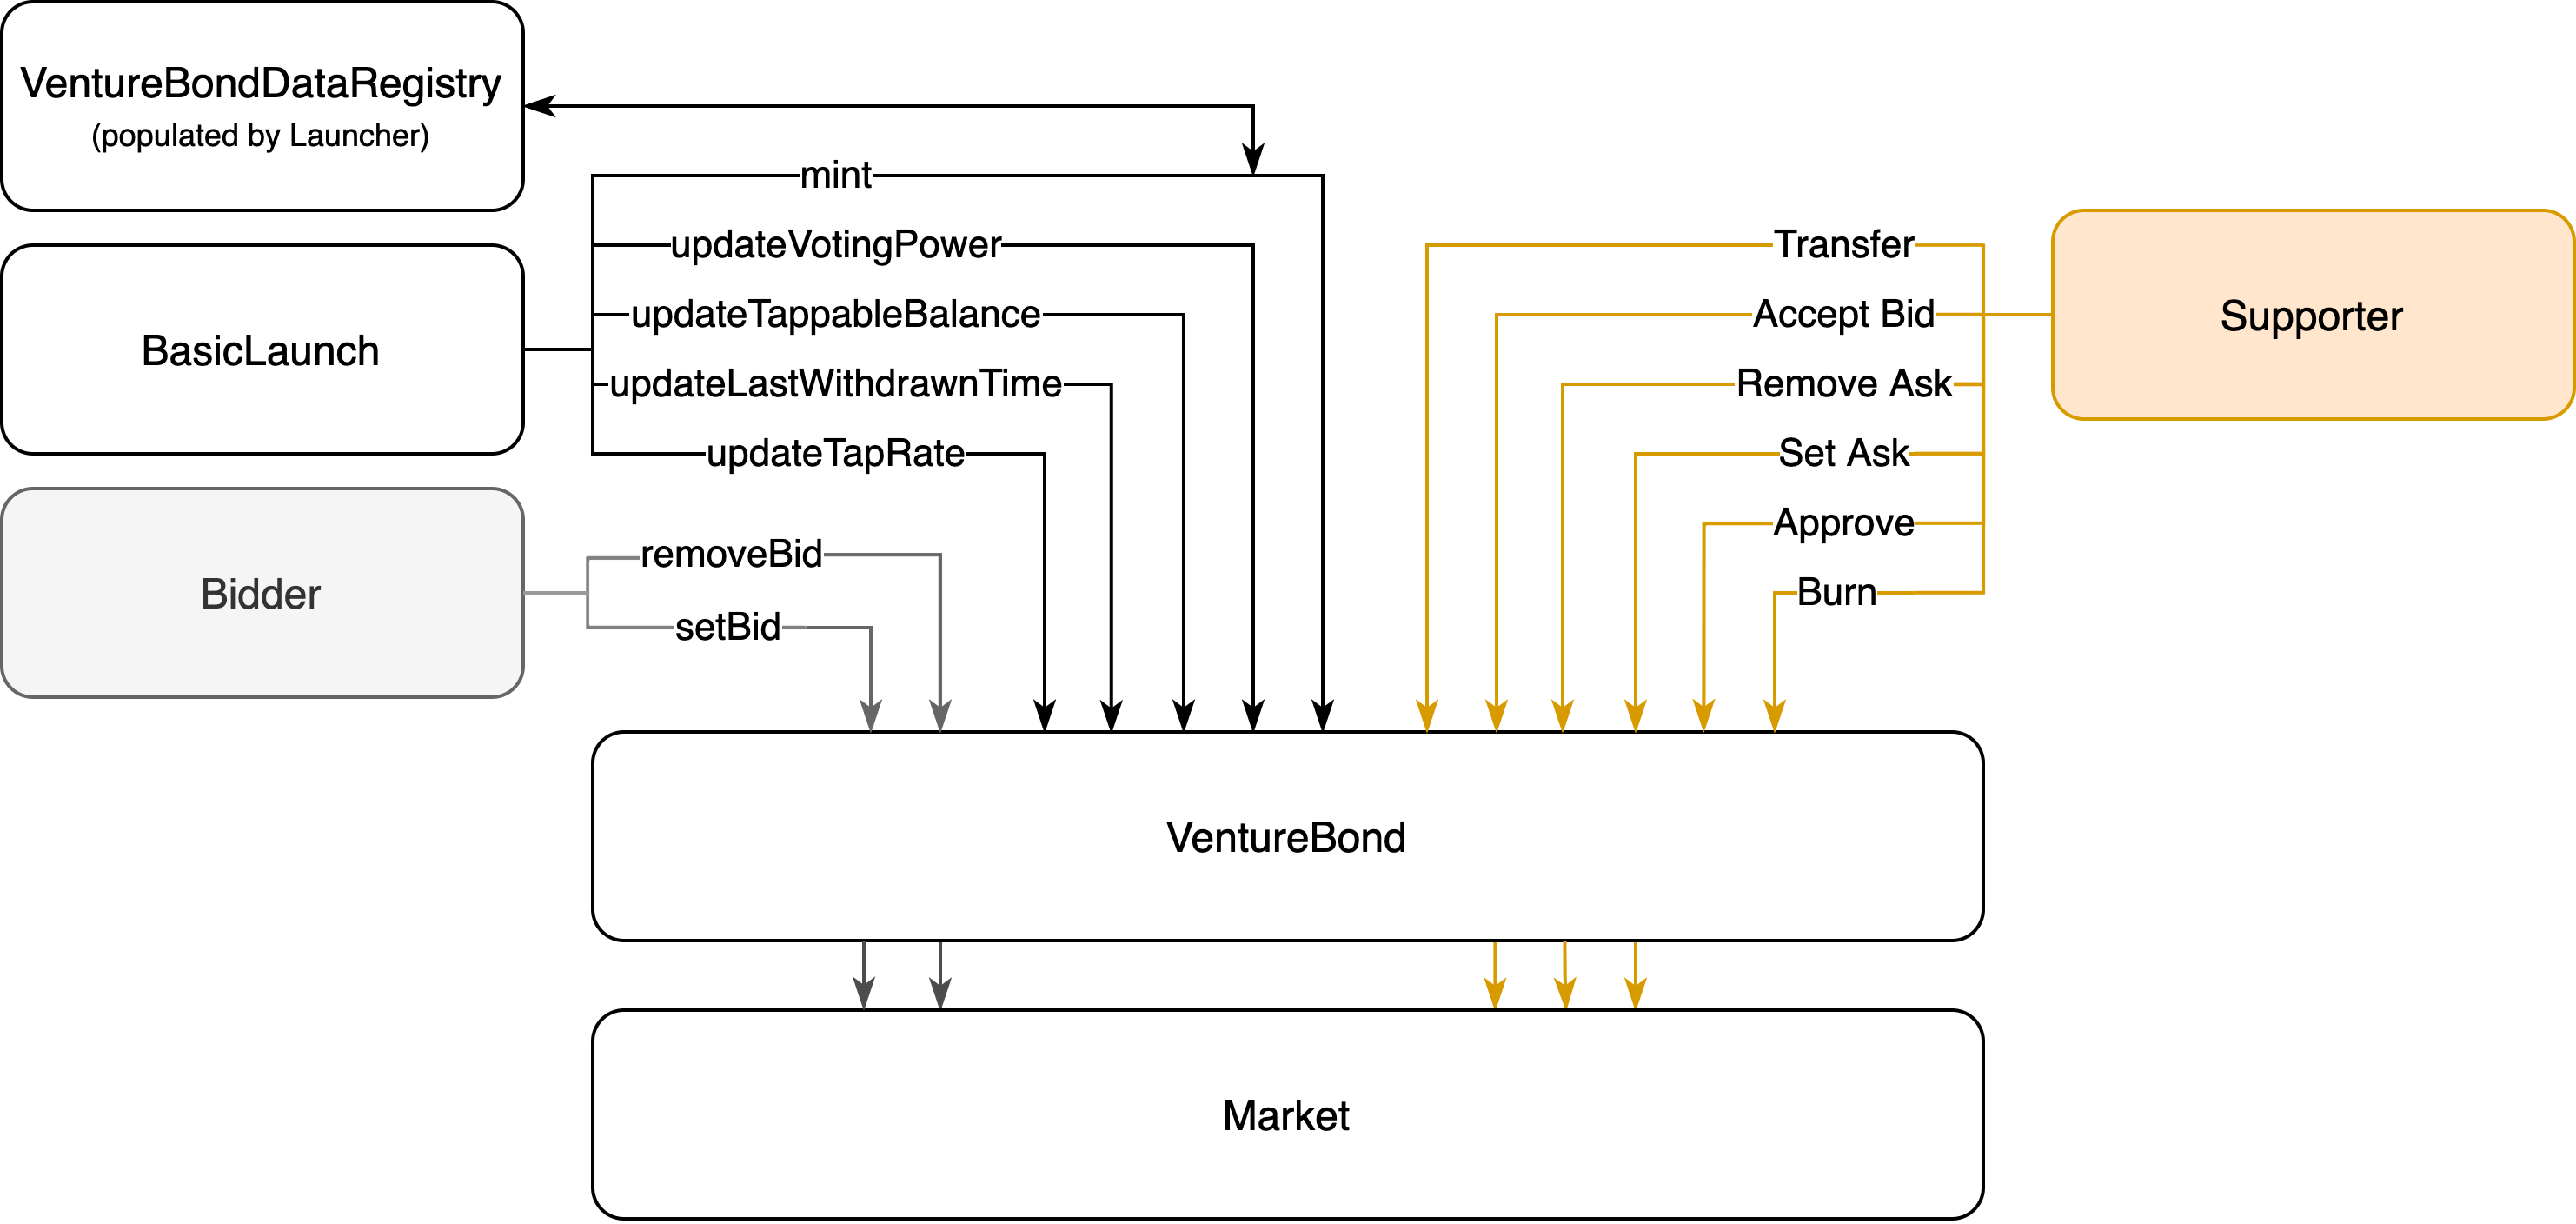 VentureBondDataRegistry
(populated by Launcher)
BasicLaunch
Bidder
mint
updateVotingPower
updateTappableBalance
updateLastWithdrawnTime
updateTapRate
removeBid
setBid
Transfer
Accept Bid
Remove Ask
Set Ask
Approve
Burn
Supporter
VentureBond
Market